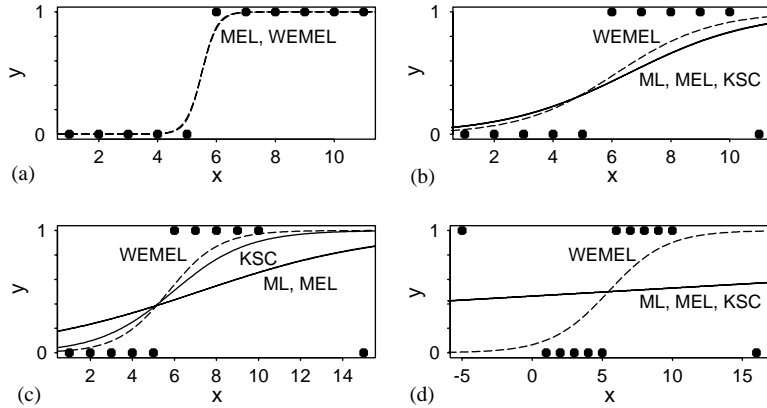 1
y
0
MEL, WEMEL
2 4 6 8 10
x
(a)
1
y
0
WEMEL
ML, MEL, KSC
2 4 6 8 10
x
(b)
1
y
0
WEMEL
KSC
ML, MEL
2 4 6 8 10 12 14
x
(c)
1
y
0
WEMEL
ML, MEL, KSC
-5 0 5 10 15
x
(d)